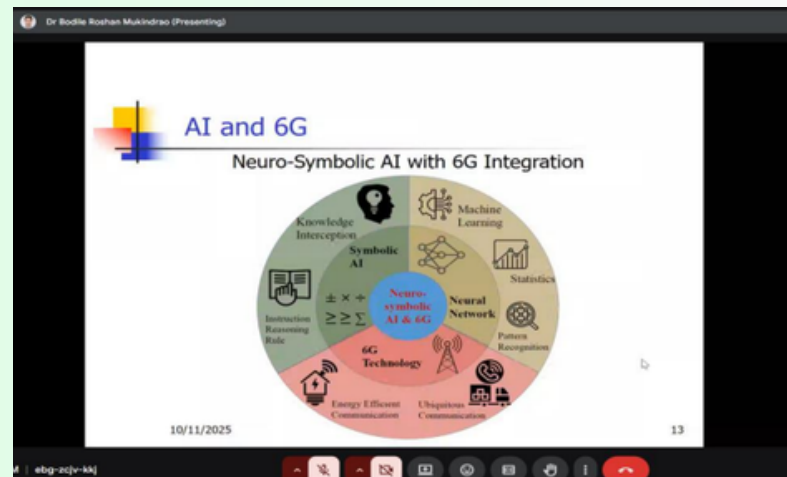 Dr Bodile Roshan Mukindrao (Presenting)
AI and 6G
Neuro-Symbolic AI with 6G Integration
Knowledge
Interception
Machine
Learning
Symbolic
AI
Statistics
± × ÷
≥ ≥ Σ
Neuro-
symbolic
AI & 6G
Neural
Network
Instruction
Reasoning
Rule
Pattern
Recognition
6G
Technology
Energy Efficient
Communication
Ubiquitous
Communication
10/11/2025
13
M | ebg-zcjv-kkj